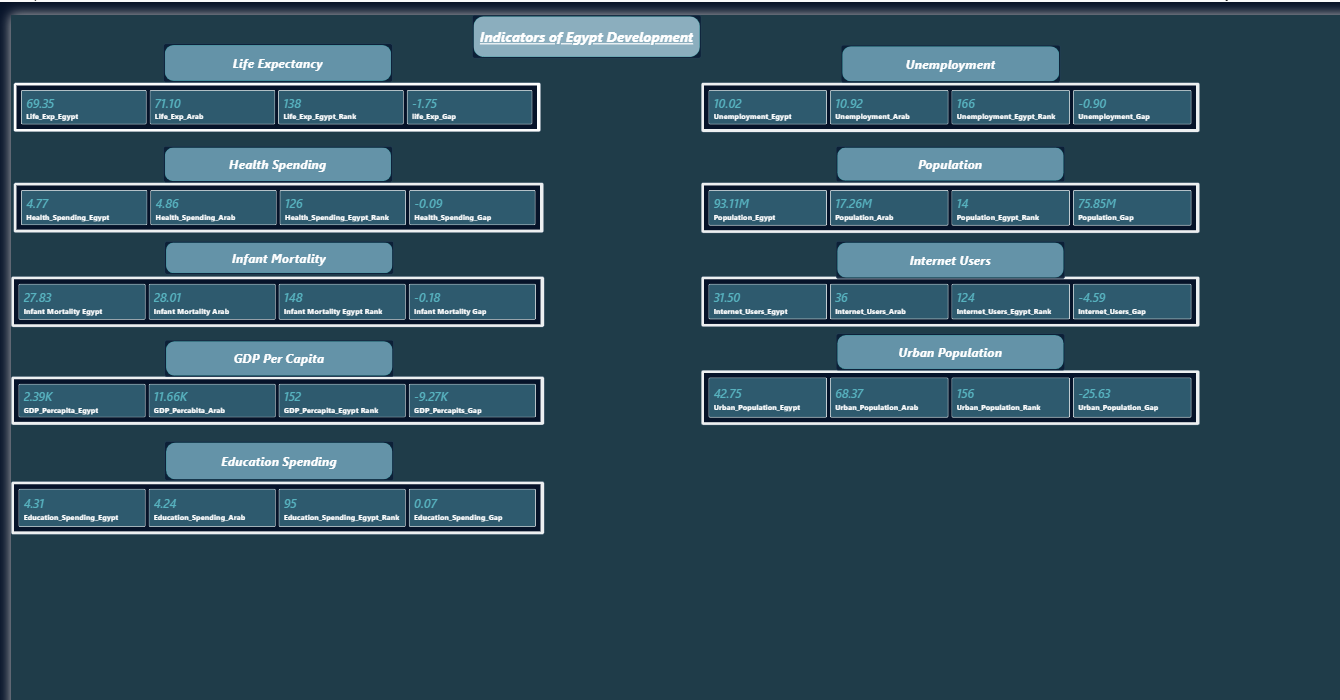 Indicators of Egypt Development
Life Expectancy
69.35 71.10 138 -1.75
Life_Exp_Egypt Life_Exp_Arab Life_Exp_Egypt_Rank life_Exp_Gap
Health Spending
4.77 4.86 126 -0.09
Health_Spending_Egypt Health_Spending_Arab Health_Spending_Egypt_Rank Health_Spending_Gap
Infant Mortality
27.83 28.01 148 -0.18
Infant Mortality Egypt Infant Mortality Arab Infant Mortality Egypt Rank Infant Mortality Gap
GDP Per Capita
2.39K 11.66K 152 -9.27K
GDP_Percapita_Egypt GDP_Percabita_Arab GDP_Percapita_Egypt Rank GDP_Percapits_Gap
Education Spending
4.31 4.24 95 0.07
Education_Spending_Egypt Education_Spending_Arab Education_Spending_Egypt_Rank Education_Spending_Gap
Unemployment
10.02 10.92 166 -0.90
Unemployment_Egypt Unemployment_Arab Unemployment_Egypt_Rank Unemployment_Gap
Population
93.11M 17.26M 14 75.85M
Population_Egypt Population_Arab Population_Egypt_Rank Population_Gap
Internet Users
31.50 36 124 -4.59
Internet_Users_Egypt Internet_Users_Arab Internet_Users_Egypt_Rank Internet_Users_Gap
Urban Population
42.75 68.37 156 -25.63
Urban_Population_Egypt Urban_Population_Arab Urban_Population_Rank Urban_Population_Gap